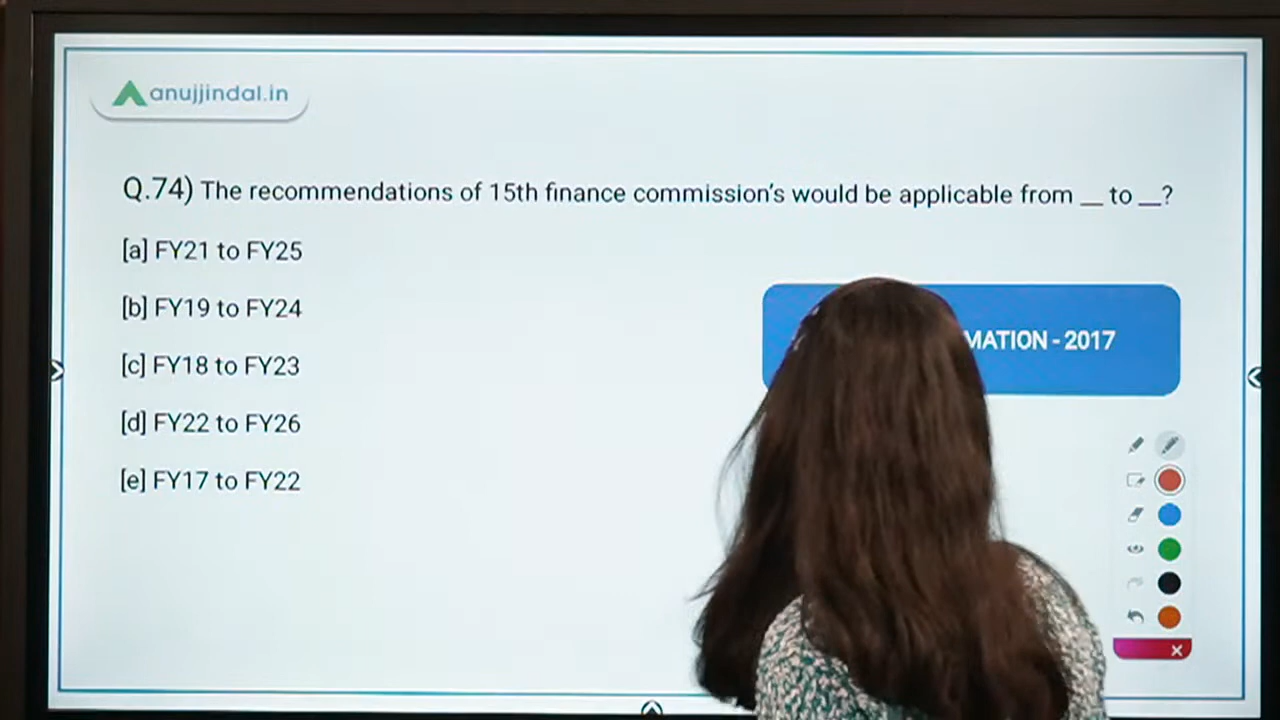 anujjindal.in
Q.74) The recommendations of 15th finance commission's would be applicable from __ to __?
[a] FY21 to FY25
[b] FY19 to FY24
[c] FY18 to FY23
[d] FY22 to FY26
[e] FY17 to FY22
- 2017